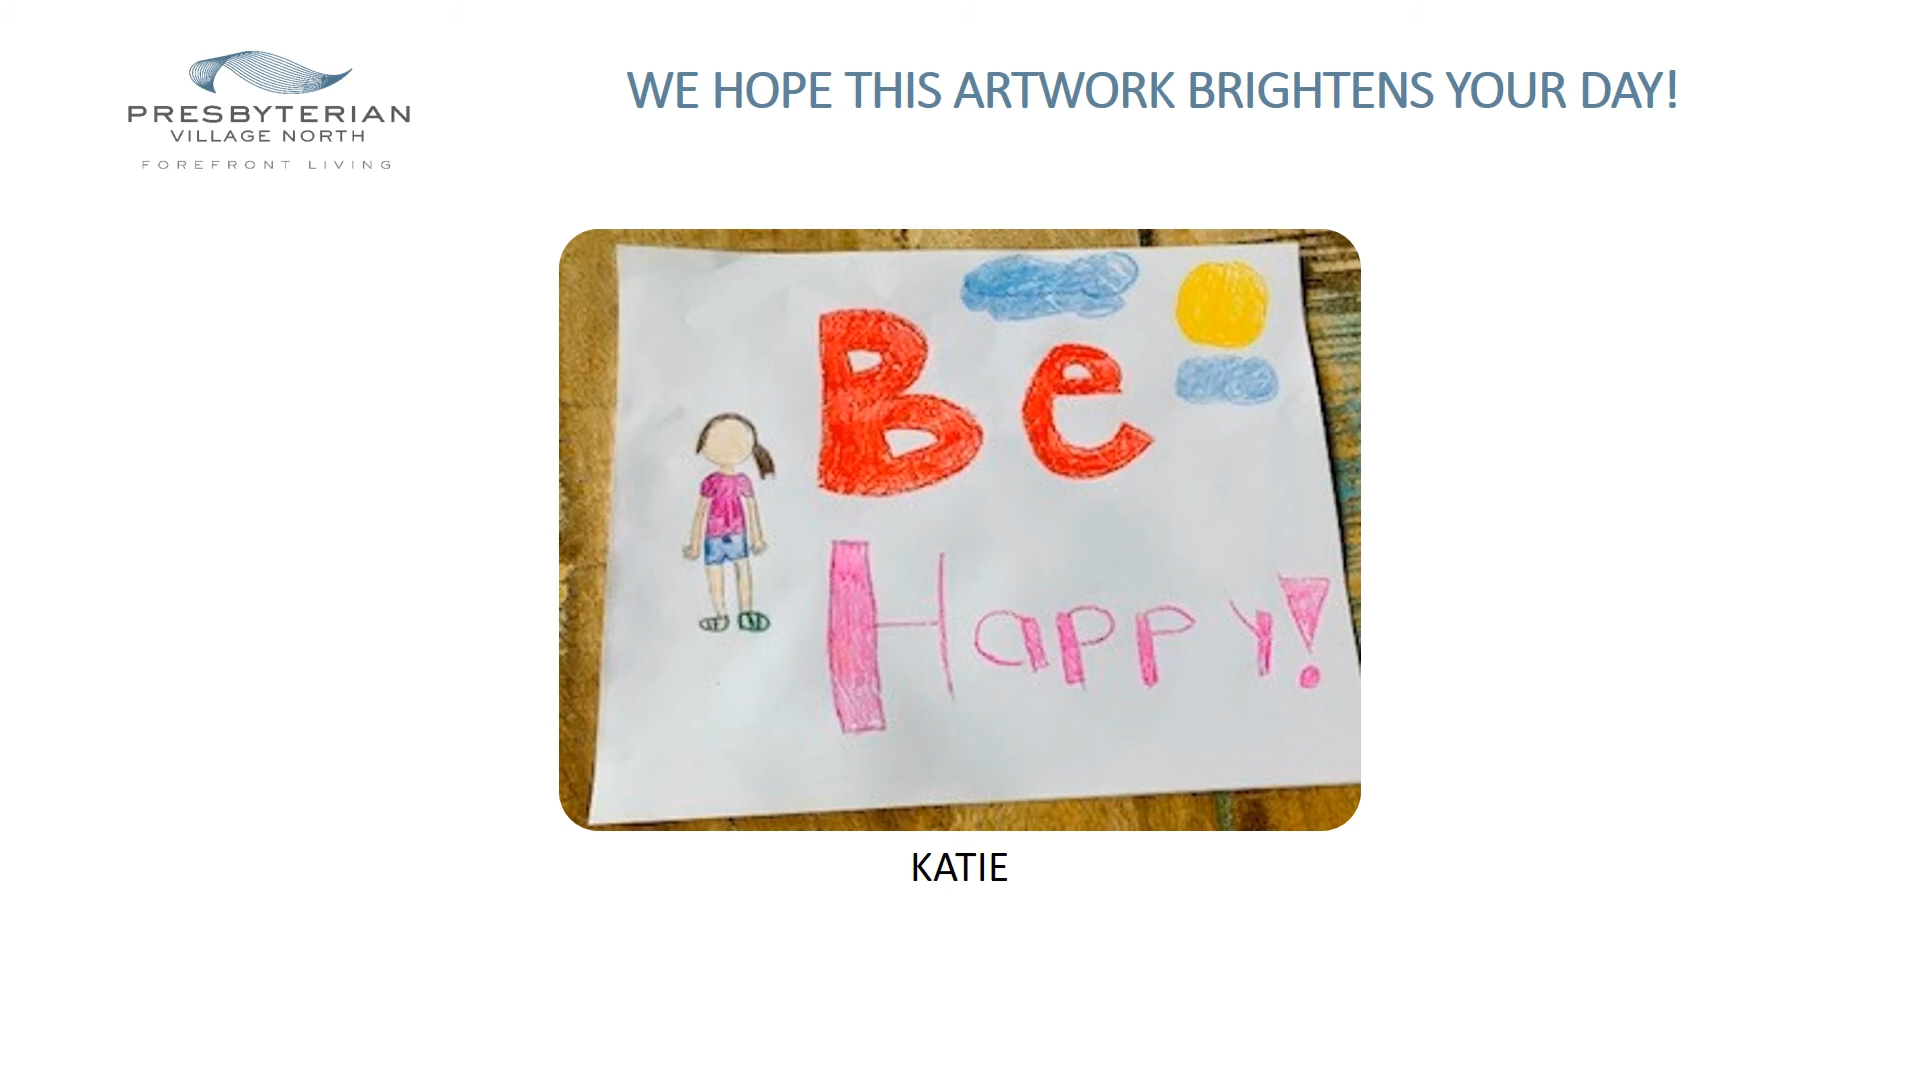 PRESBYTERIAN
VILLAGE NORTH
FOREFRONT LIVING
WE HOPE THIS ARTWORK BRIGHTENS YOUR DAY!
Be
Happy!
KATIE